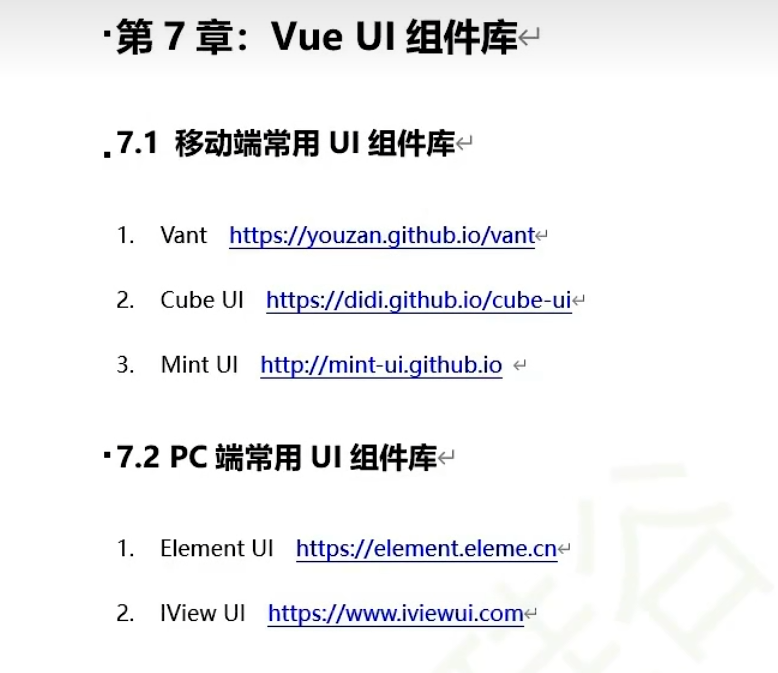 第 7 章：Vue UI 组件库
7.1 移动端常用 UI 组件库
1. Vant https://youzan.github.io/vant
2. Cube UI https://didi.github.io/cube-ui
3. Mint UI http://mint-ui.github.io
7.2 PC 端常用 UI 组件库
1. Element UI https://element.eleme.cn
2. IView UI https://www.iviewui.com